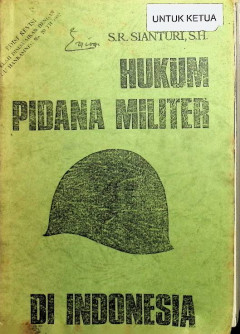 UNTUK KETUA
S.R. SIANTURI, S.H.
HUKUM
PIDANA MILITER
DI INDONESIA